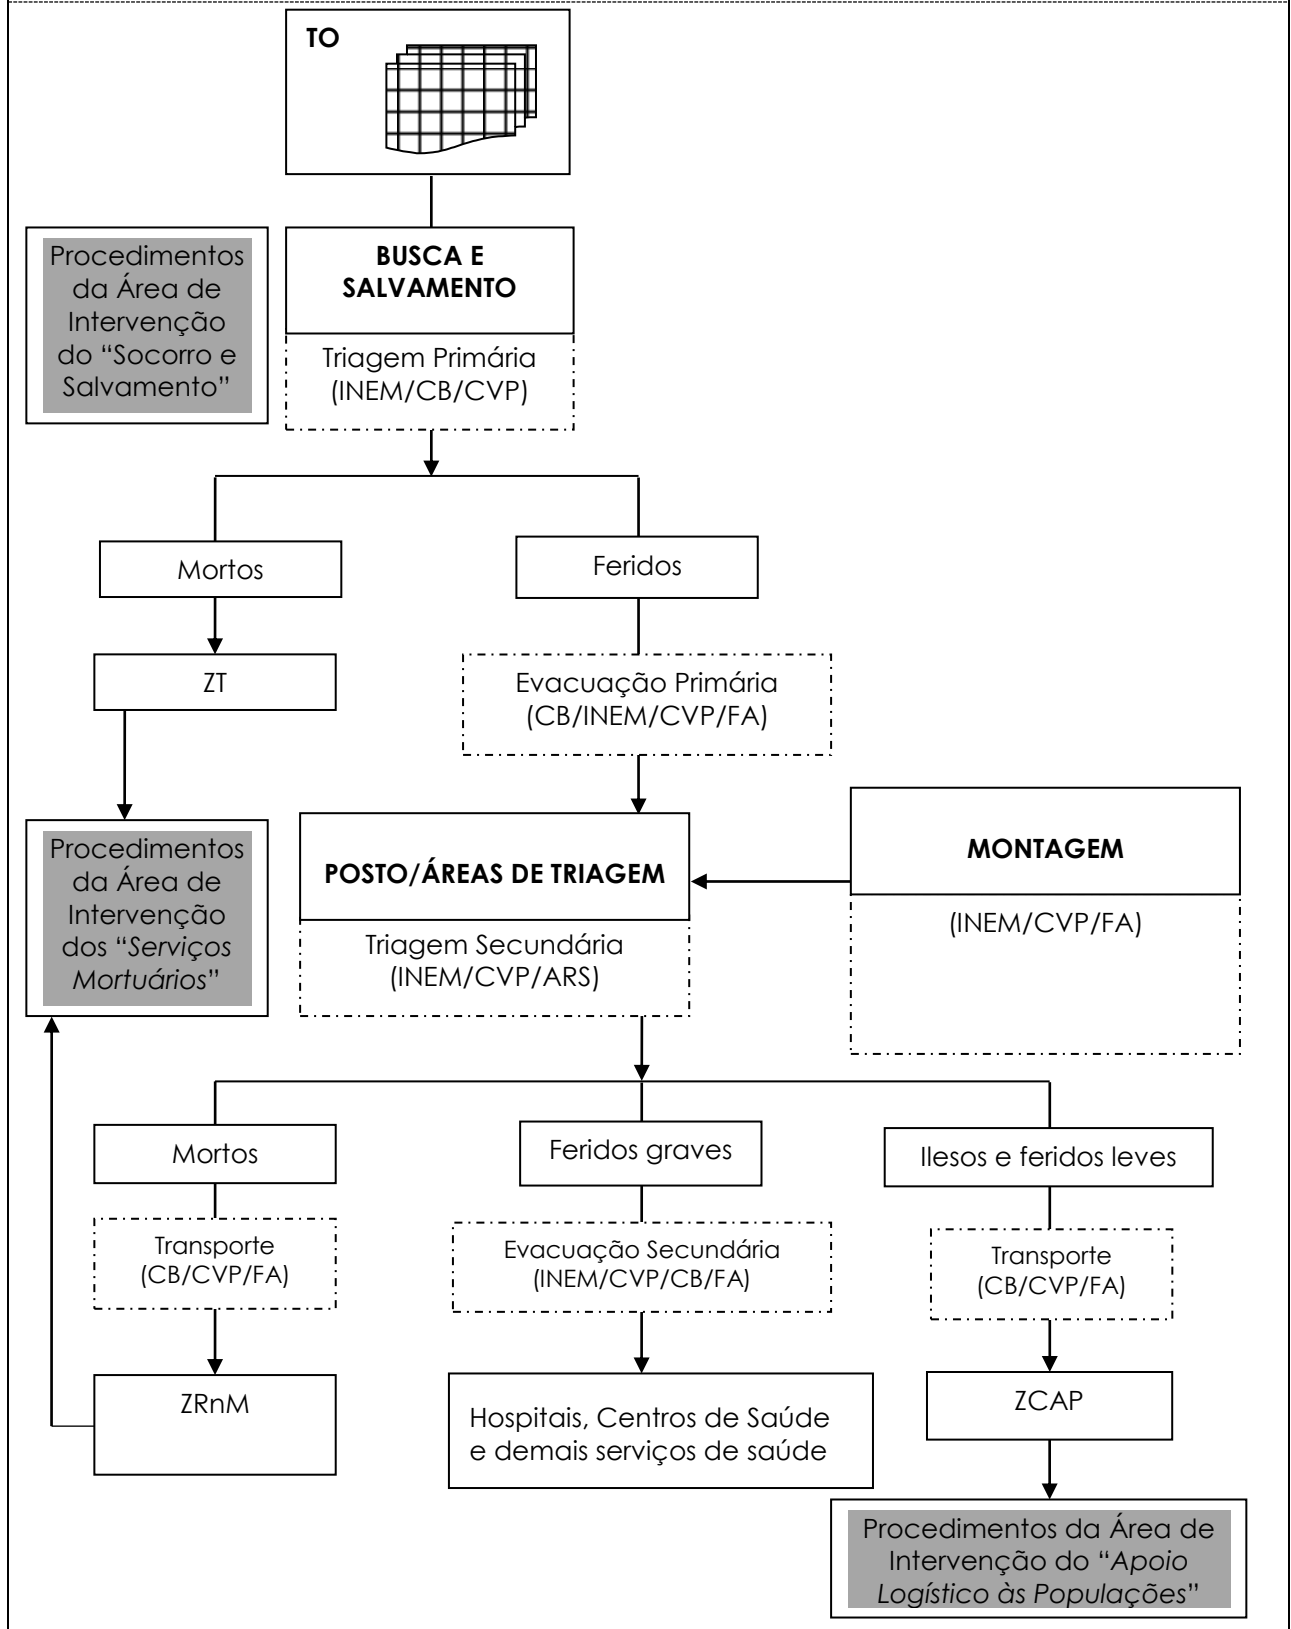 TO
Procedimentos
da Área de
Intervenção
do “Socorro e
Salvamento”
BUSCA E
SALVAMENTO
Triagem Primária
(INEM/CB/CVP)
Mortos
Feridos
ZT
Evacuação Primária
(CB/INEM/CVP/FA)
Procedimentos
da Área de
Intervenção
dos “Serviços
Mortuários”
POSTO/ÁREAS DE TRIAGEM
Triagem Secundária
(INEM/CVP/ARS)
MONTAGEM
(INEM/CVP/FA)
Mortos
Feridos graves
Ilesos e feridos leves
Transporte
(CB/CVP/FA)
Evacuação Secundária
(INEM/CVP/CB/FA)
Transporte
(CB/CVP/FA)
ZRnM
Hospitais, Centros de Saúde
e demais serviços de saúde
ZCAP
Procedimentos da Área de
Intervenção do “Apoio
Logístico às Populações”